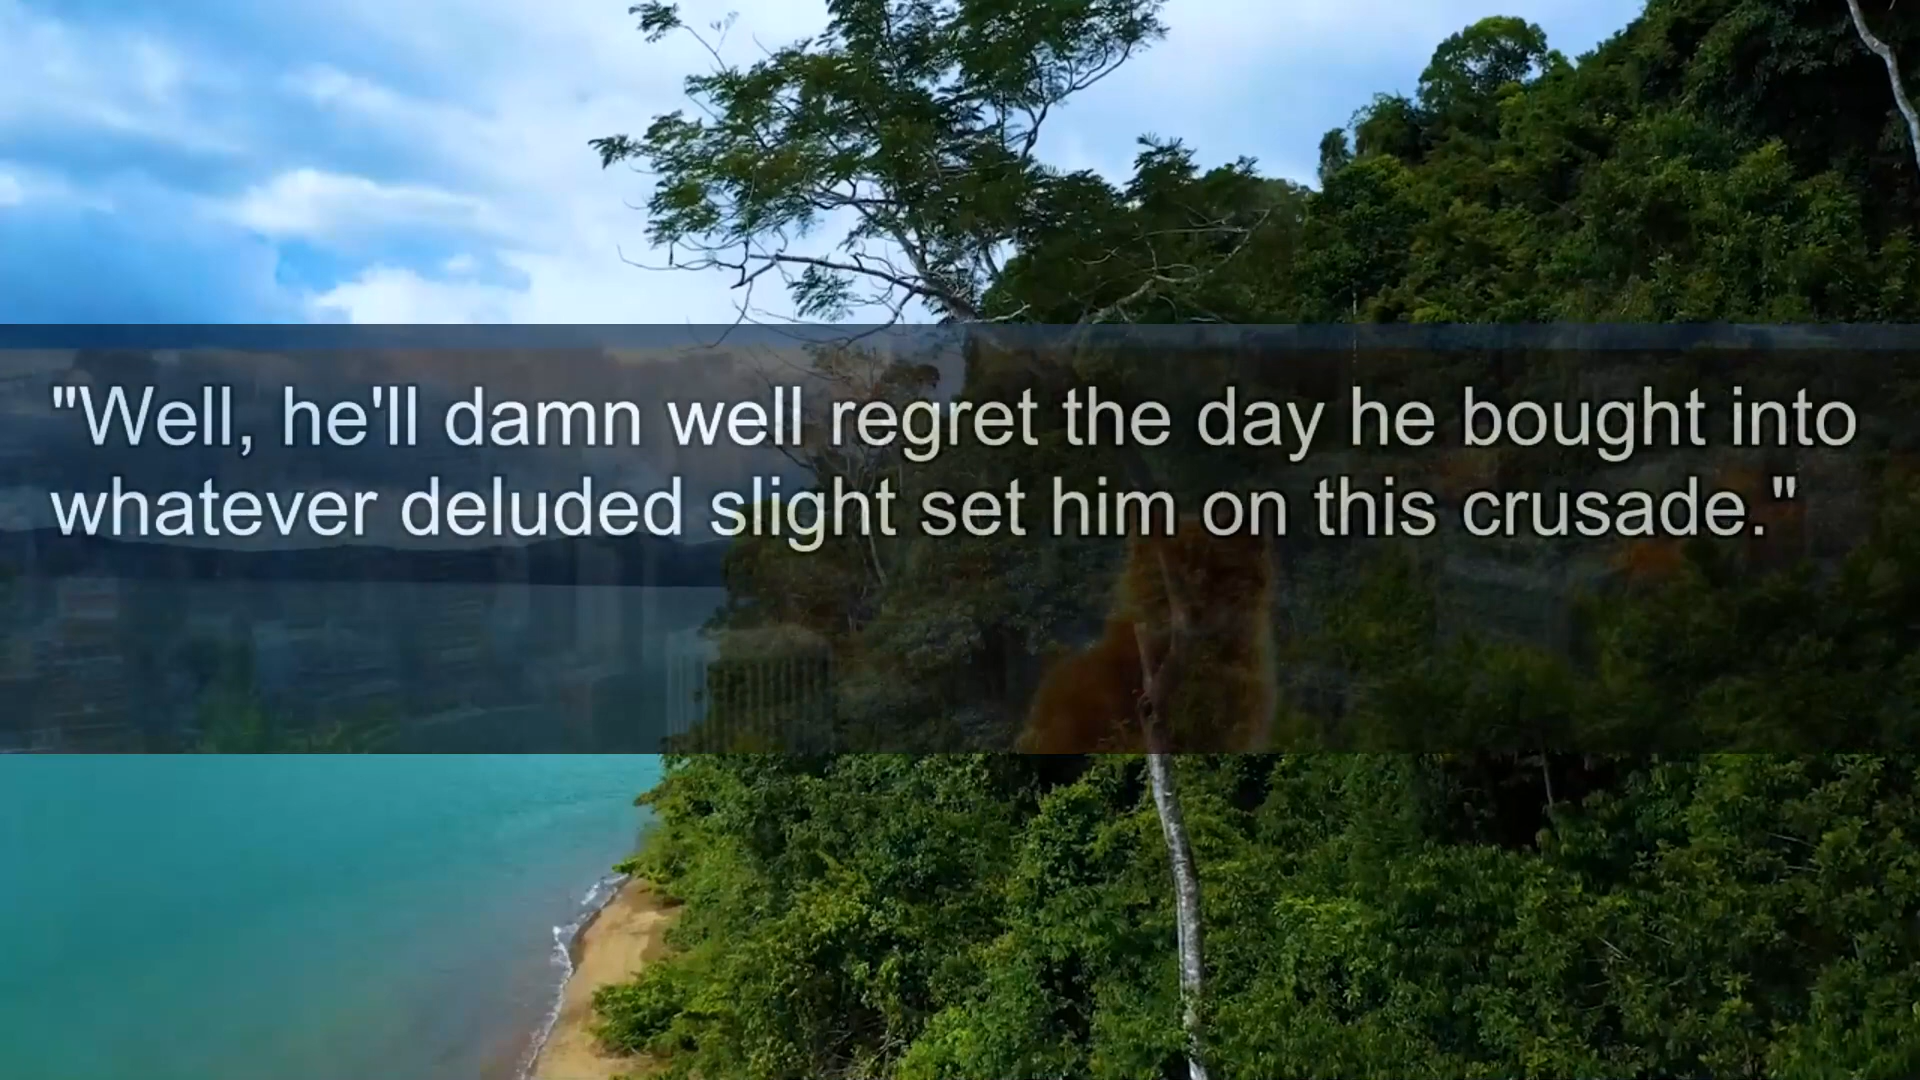 "Well, he'll damn well regret the day he bought into
whatever deluded slight set him on this crusade."